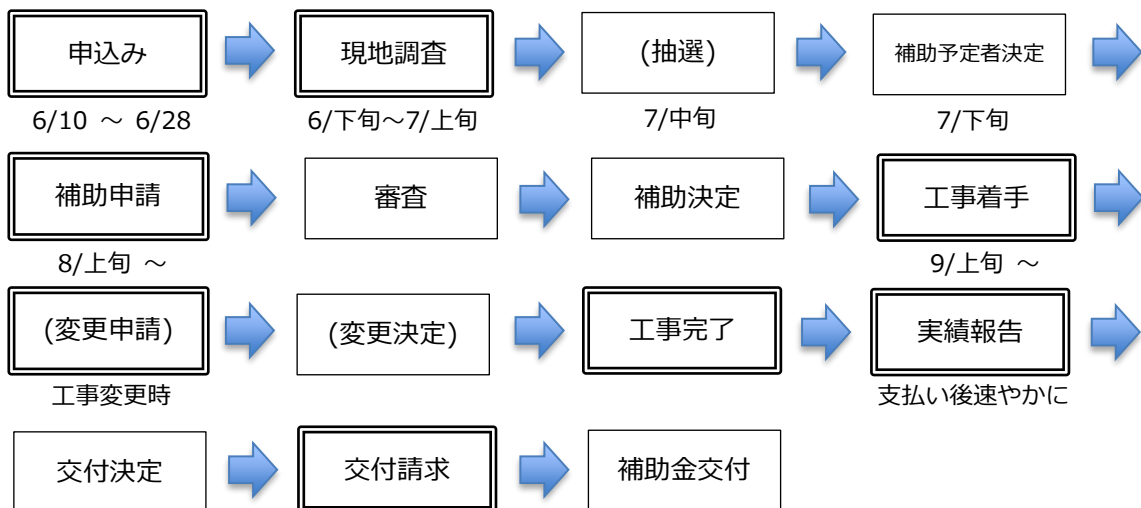 申込み
現地調査
(抽選)
補助予定者決定
6/10 ～ 6/28
6/下旬～7/上旬
7/中旬
7/下旬
補助申請
審査
補助決定
工事着手
8/上旬 ～
9/上旬 ～
(変更申請)
(変更決定)
工事完了
実績報告
工事変更時
支払い後速やかに
交付決定
交付請求
補助金交付